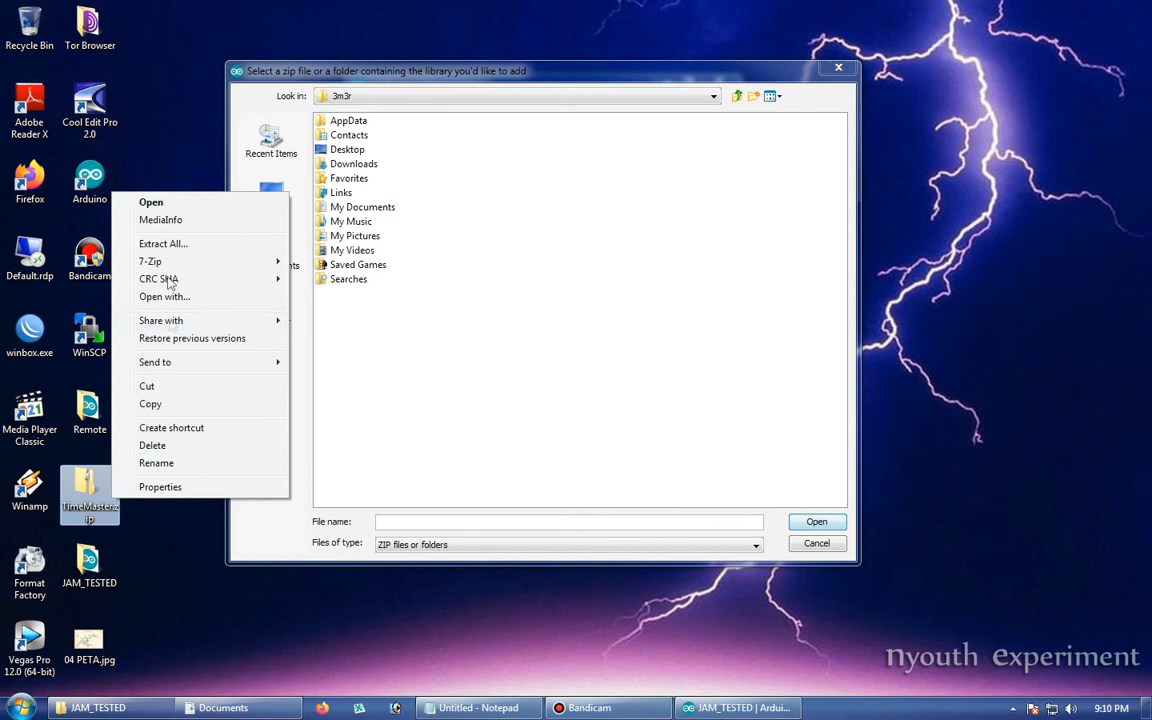 Recycle Bin
Tor Browser
Adobe
Reader X
Cool Edit Pro
2.0
Firefox
Arduino
Default.rdp
Bandicam
winbox.exe
WinSCP
Media Player
Classic
Remote
Winamp
TimeMaster.z
ip
Format
Factory
JAM_TESTED
Vegas Pro
12.0 (64-bit)
04 PETA.jpg
Open
MediaInfo
Extract All...
7-Zip
CRC SHA
Open with...
Share with
Restore previous versions
Send to
Cut
Copy
Create shortcut
Delete
Rename
Properties
Select a zip file or a folder containing the library you'd like to add
Look in:
3m3r
Recent Items
nts
AppData
Contacts
Desktop
Downloads
Favorites
Links
My Documents
My Music
My Pictures
My Videos
Saved Games
Searches
File name:
Open
Files of type:
ZIP files or folders
Cancel
nyouth experiment
JAM_TESTED
Documents
Untitled - Notepad
Bandicam
JAM_TESTED | Ardui...
9:10 PM